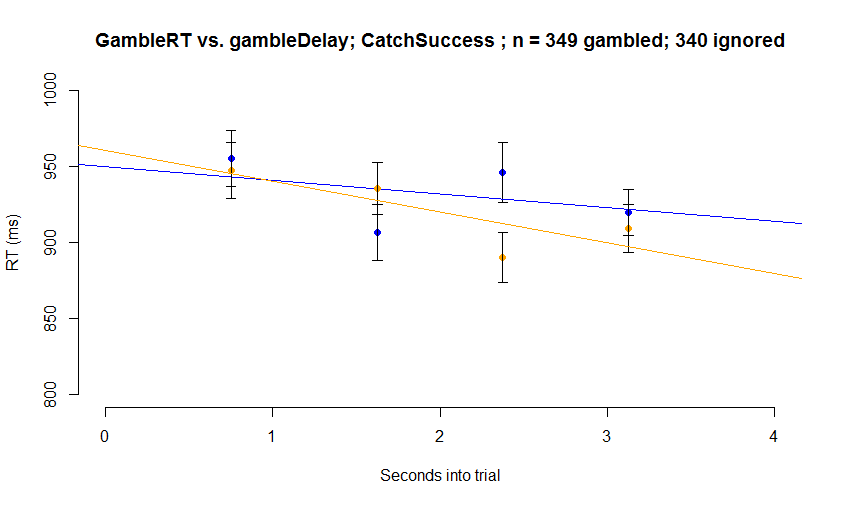 GambleRT vs. gambleDelay; CatchSuccess ; n = 349 gambled; 340 ignored
1000
950
900
850
800
RT (ms)
0 1 2 3 4
Seconds into trial